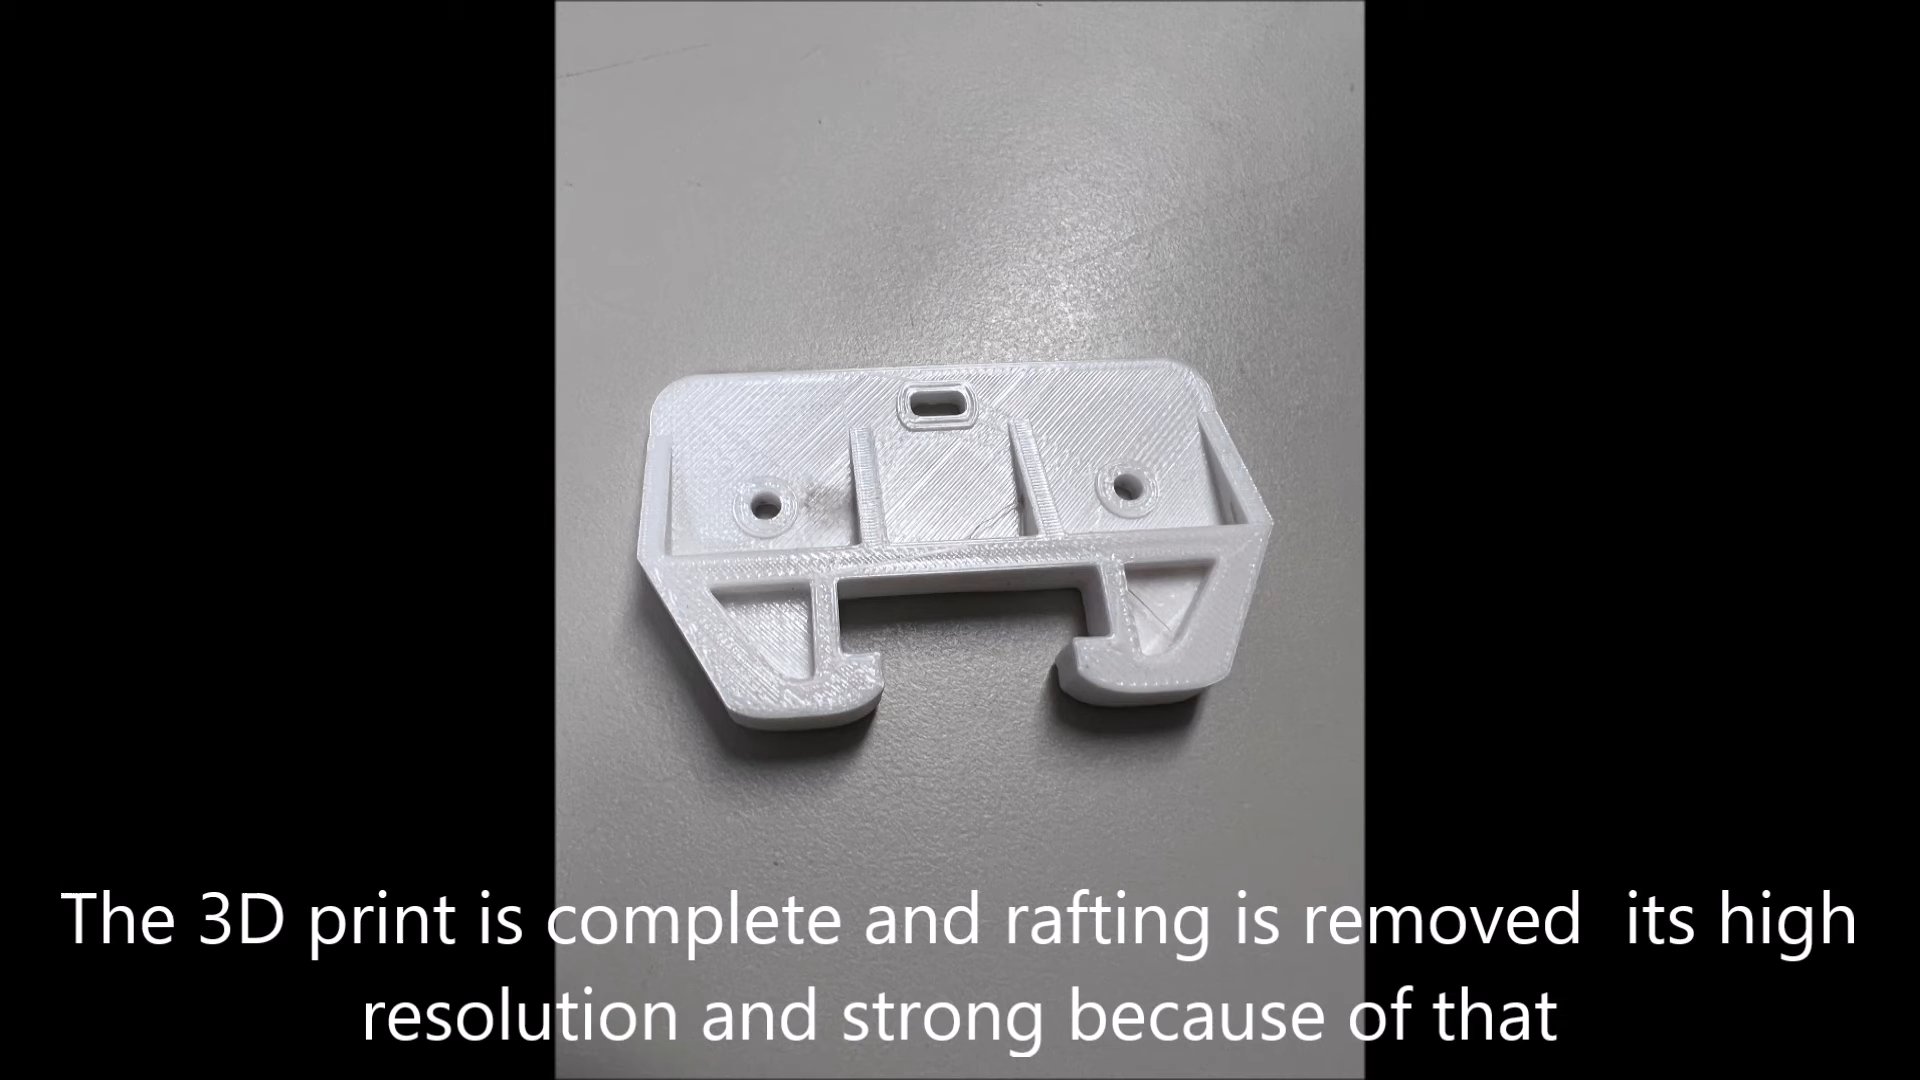 The 3D print is complete and rafting is removed  its high
resolution and strong because of that